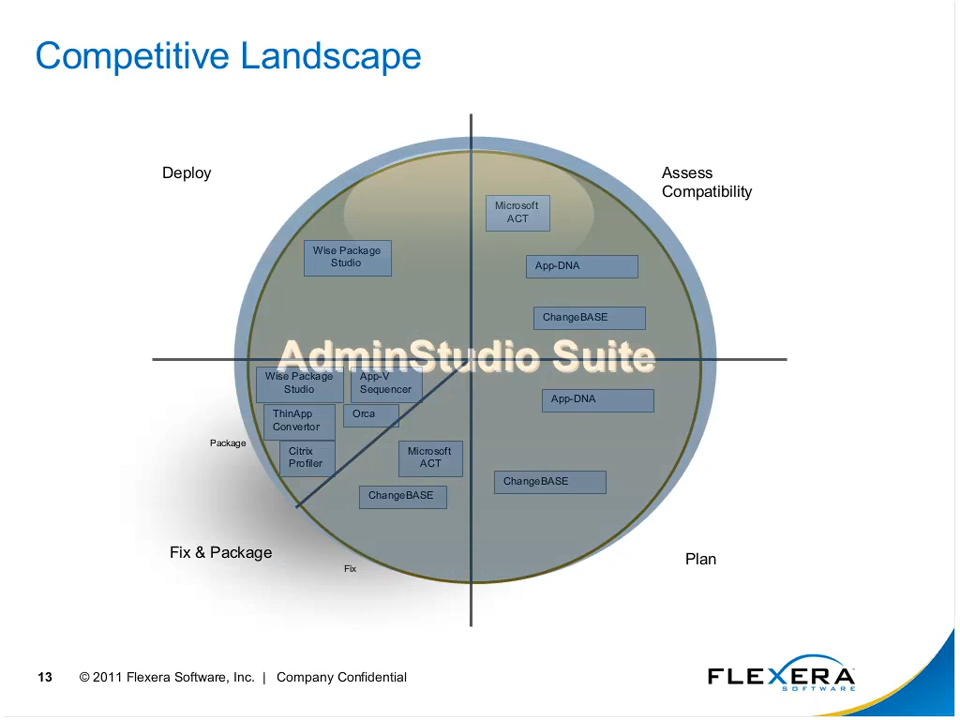 Competitive Landscape
Deploy
Assess
Compatibility
Microsoft
ACT
Wise Package
Studio
App-DNA
ChangeBASE
AdminStudio Suite
Wise Package
Studio
App-V
Sequencer
App-DNA
ThinApp
Convertor
Orca
Package
Citrix
Profiler
Microsoft
ACT
ChangeBASE
ChangeBASE
Fix & Package
Fix
Plan
13 © 2011 Flexera Software, Inc. | Company Confidential
FLEXERA
SOFTWARE